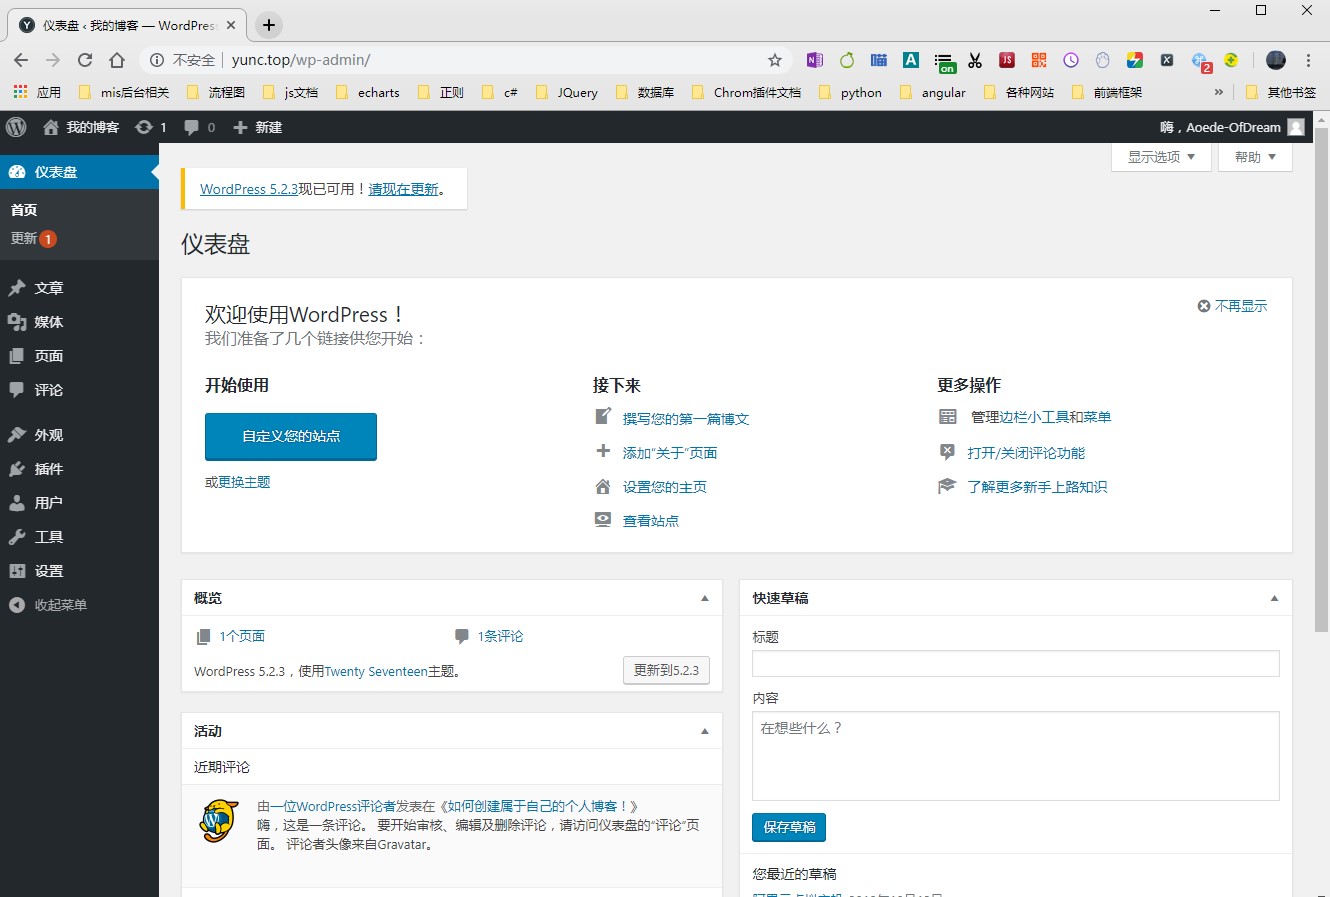 仪表盘 ‹ 我的博客 — WordPress
不安全 yunc.top/wp-admin/
on
JS
2
应用 mis后台相关 流程图 js文档 echarts 正则 c# JQuery 数据库 Chrom插件文档 python angular 各种网站 前端框架 » 其他书签
我的博客 1 0 新建 嗨，Aoede-OfDream
显示选项 帮助
仪表盘
首页
更新 1
文章
媒体
页面
评论
外观
插件
用户
工具
设置
收起菜单
WordPress 5.2.3现已可用！请现在更新。
仪表盘
欢迎使用WordPress！
不再显示
我们准备了几个链接供您开始：
开始使用
自定义您的站点
或更换主题
接下来
撰写您的第一篇博文
添加“关于”页面
设置您的主页
查看站点
更多操作
管理边栏小工具和菜单
打开/关闭评论功能
了解更多新手上路知识
概览
1个页面 1条评论
WordPress 5.2.3，使用Twenty Seventeen主题。 更新到5.2.3
活动
近期评论
由一位WordPress评论者发表在《如何创建属于自己的个人博客！》
嗨，这是一条评论。 要开始审核、编辑及删除评论，请访问仪表盘的“评论”页
面。 评论者头像来自Gravatar。
快速草稿
标题
内容
在想些什么？
保存草稿
您最近的草稿